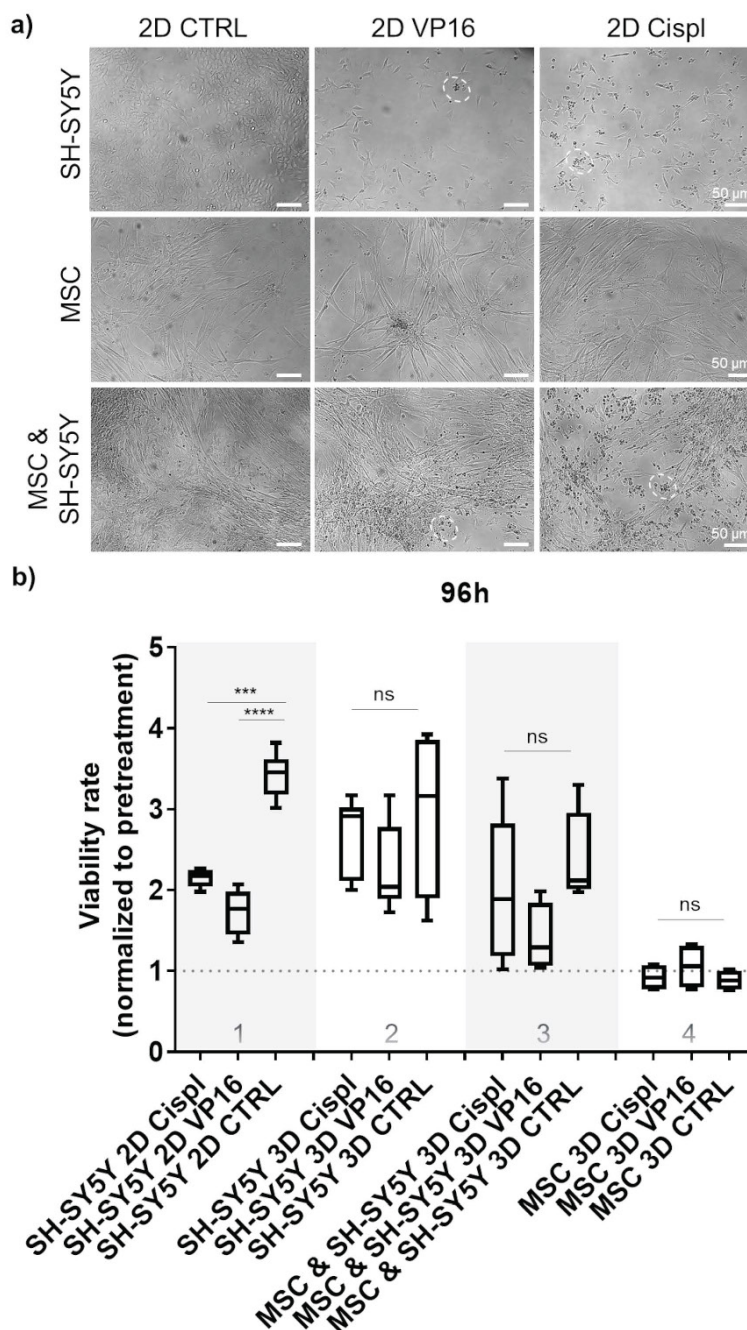 a)
2D CTRL
2D VP16
2D Cispl
SH-SY5Y
50 µm
MSC
50 µm
MSC &
SH-SY5Y
50 µm
b)
96h
Viability rate
(normalized to pretreatment)
5
4
3
2
1
0
***
****
ns
ns
ns
1
2
3
4
SH-SY5Y 2D Cispl
SH-SY5Y 2D VP16
SH-SY5Y 2D CTRL
SH-SY5Y 3D Cispl
SH-SY5Y 3D VP16
SH-SY5Y 3D CTRL
MSC & SH-SY5Y 3D Cispl
MSC & SH-SY5Y 3D VP16
MSC & SH-SY5Y 3D CTRL
MSC 3D Cispl
MSC 3D VP16
MSC 3D CTRL